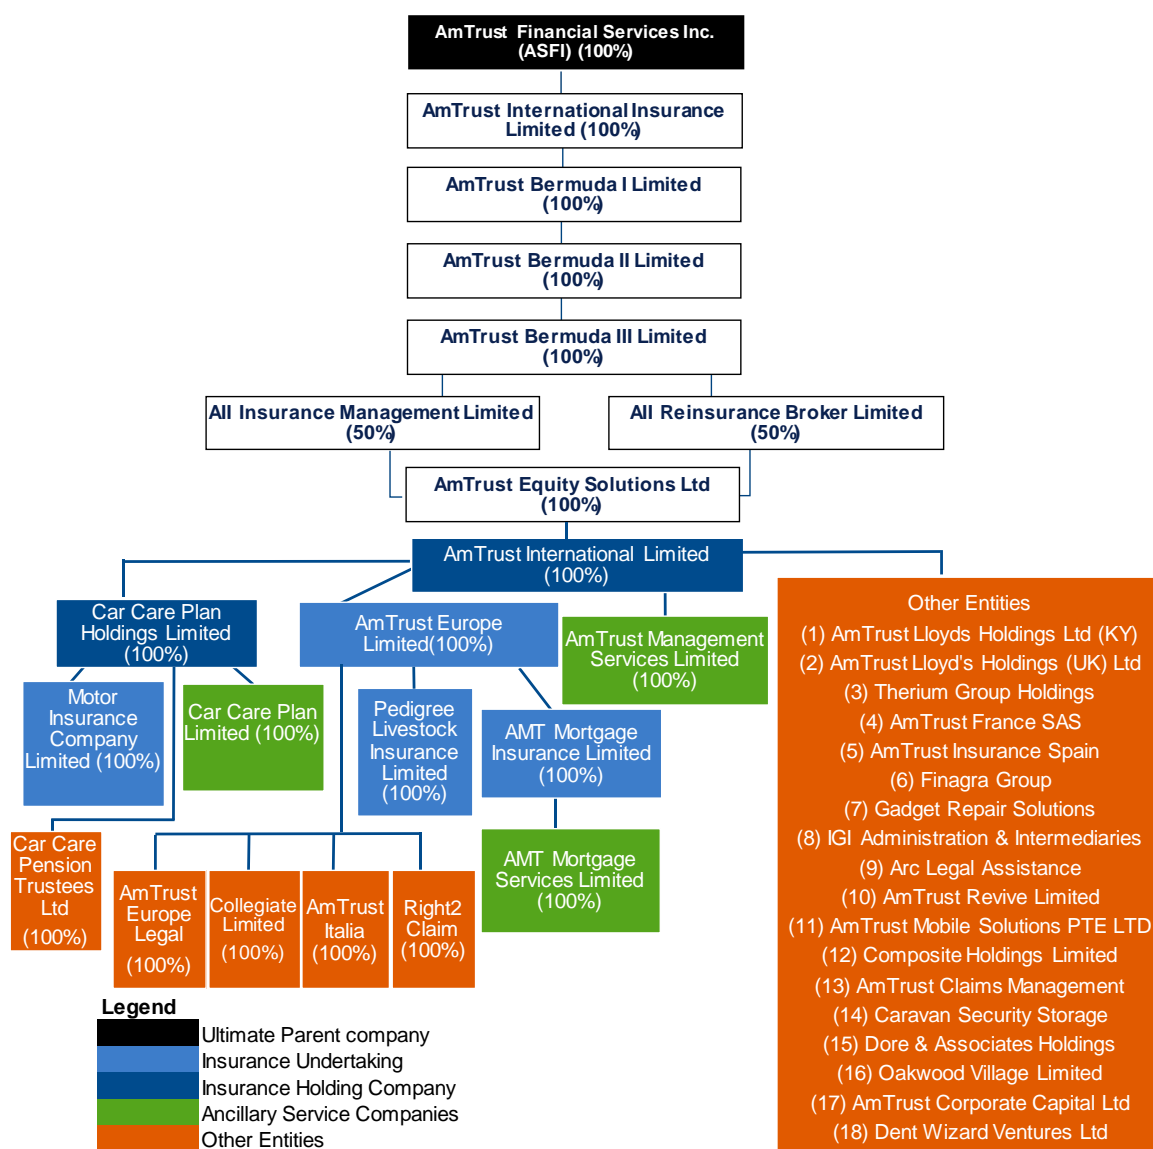 AmTrust Financial Services Inc.
(ASFI) (100%)
AmTrust International Insurance
Limited (100%)
AmTrust Bermuda I Limited
(100%)
AmTrust Bermuda II Limited
(100%)
AmTrust Bermuda III Limited
(100%)
AII Insurance Management Limited
(50%)
AII Reinsurance Broker Limited
(50%)
AmTrust Equity Solutions Ltd
(100%)
AmTrust International Limited
(100%)
Car Care Plan
Holdings Limited
(100%)
AmTrust Europe
Limited(100%)
AmTrust Management
Services Limited
(100%)
Motor
Insurance
Company
Limited (100%)
Car Care Plan
Limited (100%)
Pedigree
Livestock
Insurance
Limited
(100%)
AMT Mortgage
Insurance Limited
(100%)
Car Care
Pension
Trustees
Ltd
(100%)
AmTrust
Europe
Legal
(100%)
Collegiate
Limited
(100%)
AmTrust
Italia
(100%)
Right2
Claim
(100%)
AMT Mortgage
Services Limited
(100%)
Other Entities
(1) AmTrust Lloyds Holdings Ltd (KY)
(2) AmTrust Lloyd's Holdings (UK) Ltd
(3) Therium Group Holdings
(4) AmTrust France SAS
(5) AmTrust Insurance Spain
(6) Finagra Group
(7) Gadget Repair Solutions
(8) IGI Administration & Intermediaries
(9) Arc Legal Assistance
(10) AmTrust Revive Limited
(11) AmTrust Mobile Solutions PTE LTD
(12) Composite Holdings Limited
(13) AmTrust Claims Management
(14) Caravan Security Storage
(15) Dore & Associates Holdings
(16) Oakwood Village Limited
(17) AmTrust Corporate Capital Ltd
(18) Dent Wizard Ventures Ltd
Legend
Ultimate Parent company
Insurance Undertaking
Insurance Holding Company
Ancillary Service Companies
Other Entities